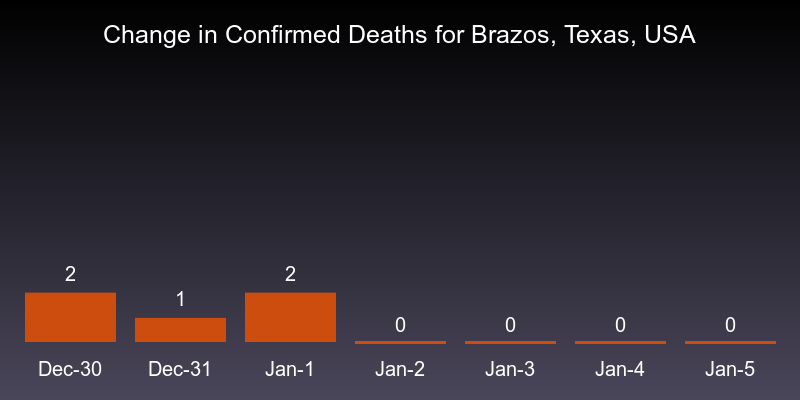 Change in Confirmed Deaths for Brazos, Texas, USA
2
1
2
0
0
0
0
Dec-30
Dec-31
Jan-1
Jan-2
Jan-3
Jan-4
Jan-5